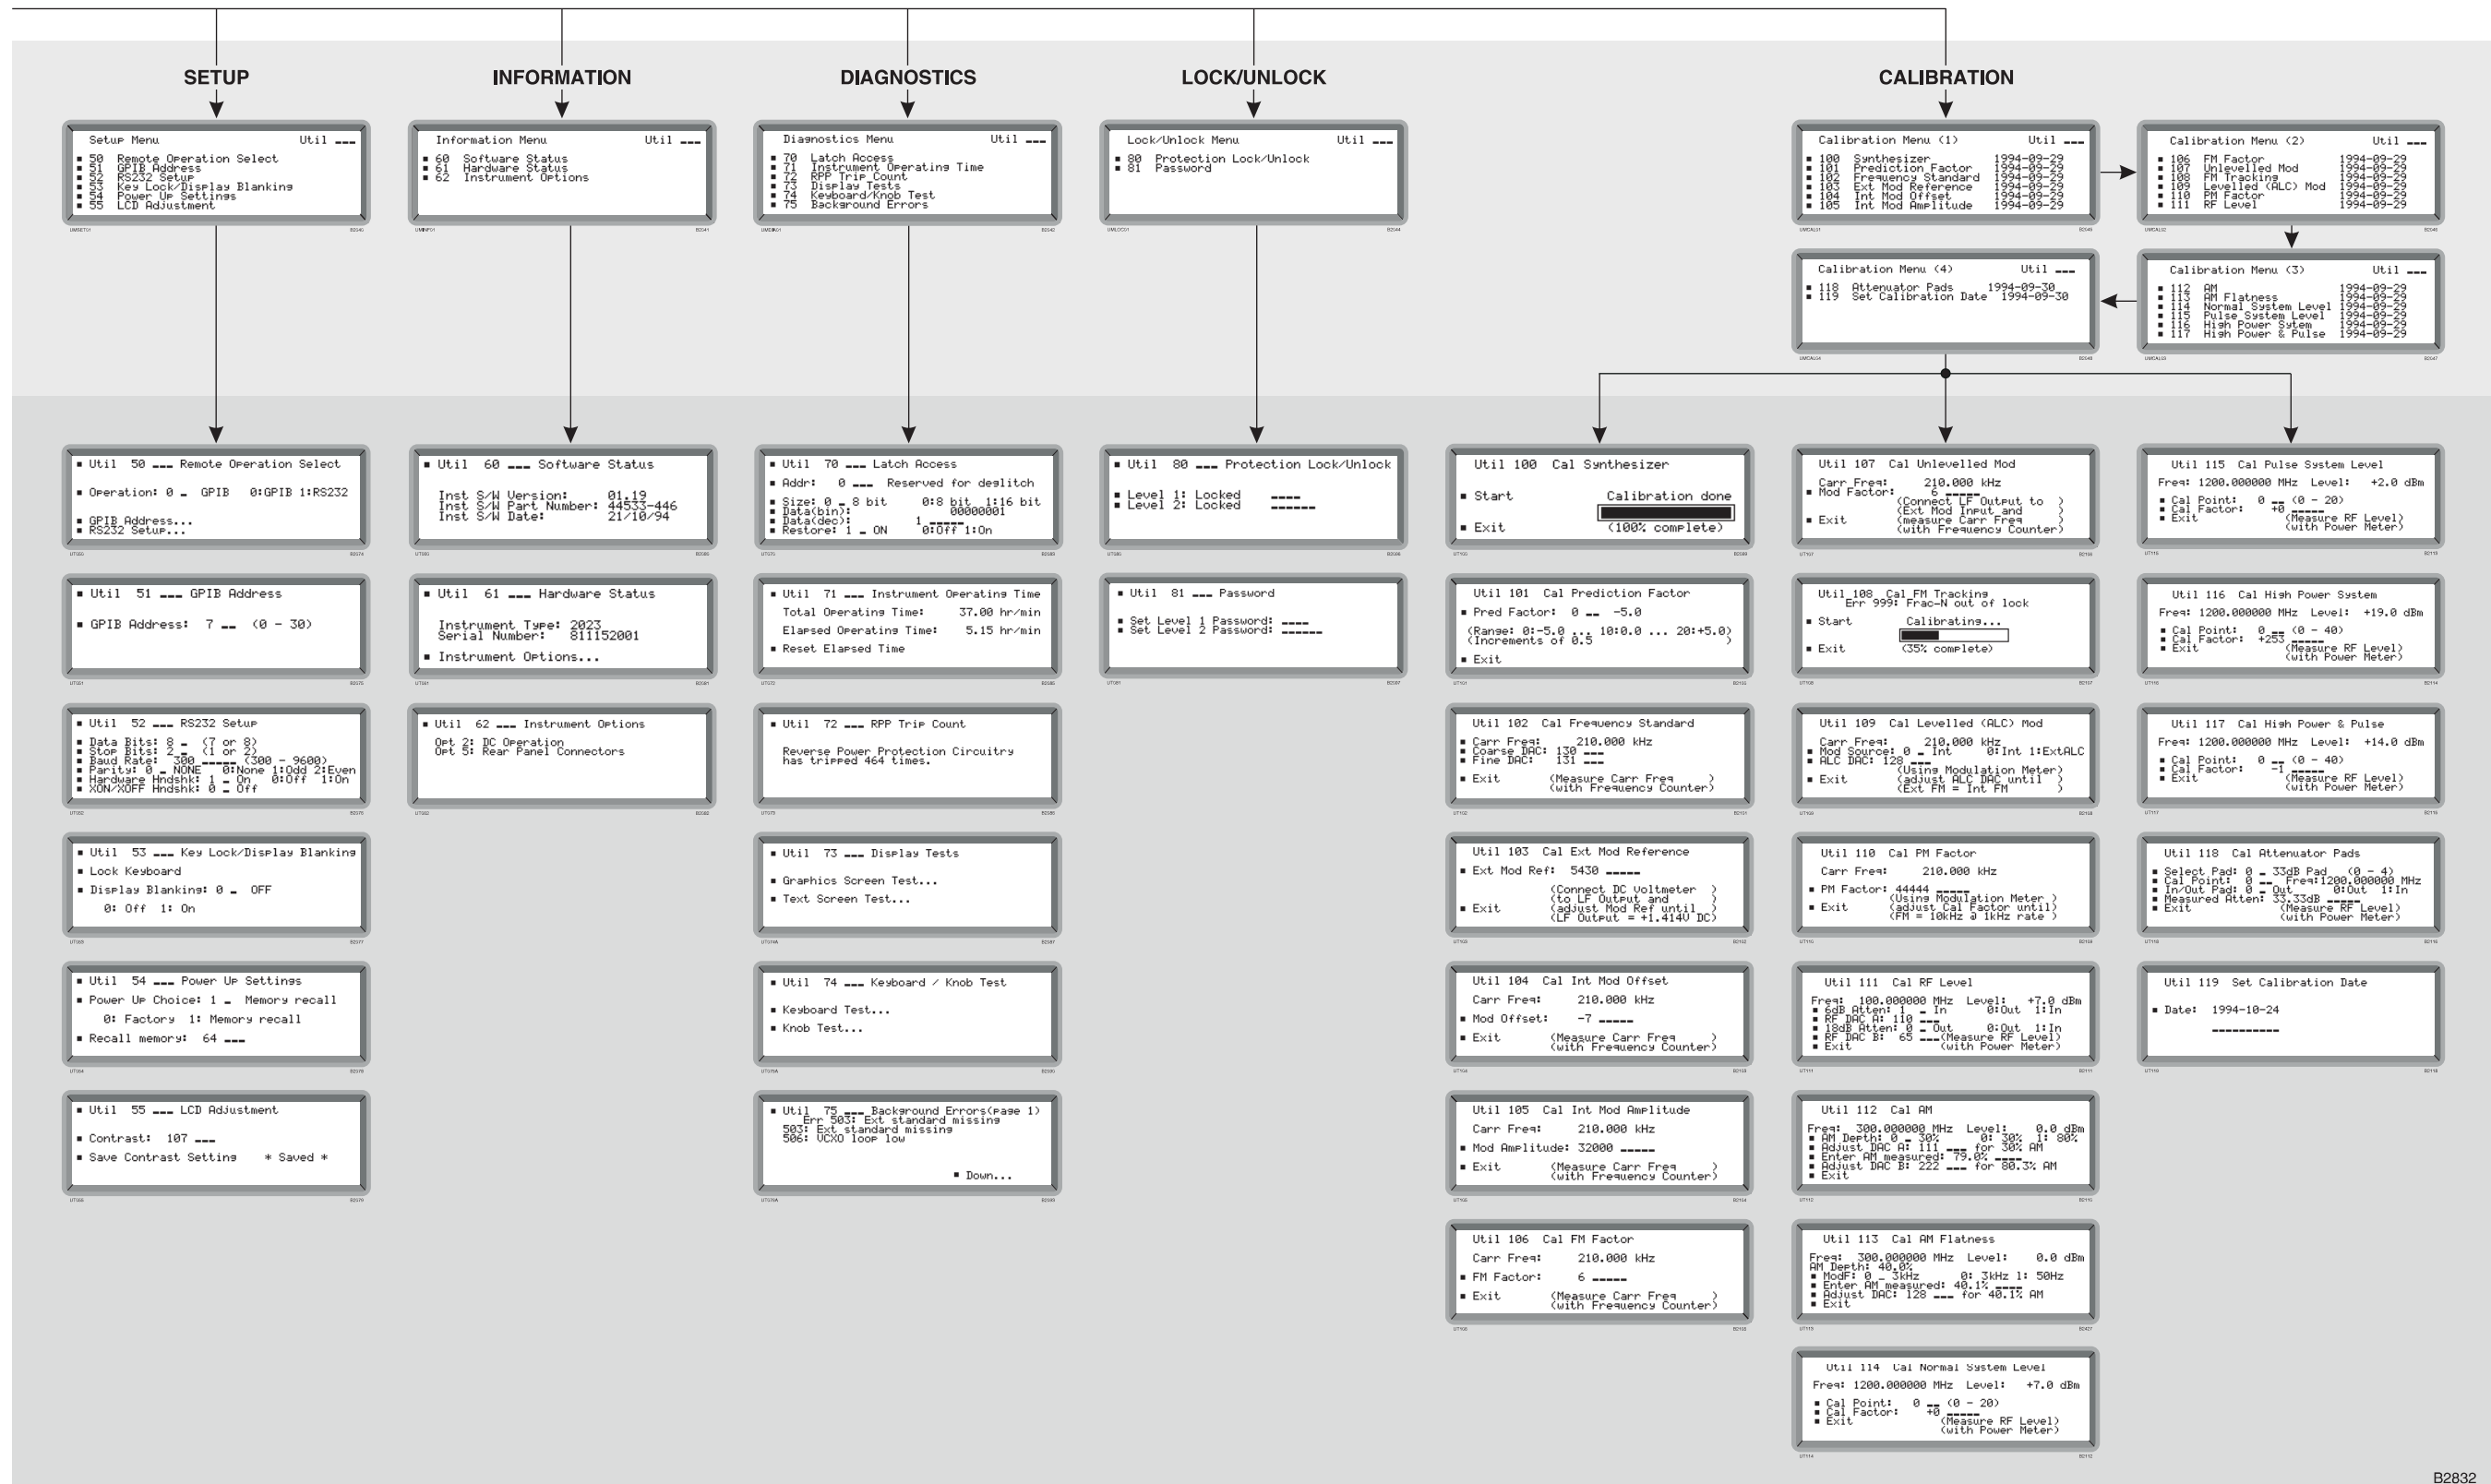 SETUP
Setup Menu Util ___
▪ 50 Remote Operation Select
▪ 51 GPIB Address
▪ 52 RS232 Setup
▪ 53 Key Lock/Display Blanking
▪ 54 Power Up Settings
▪ 55 LCD Adjustment
INFORMATION
Information Menu Util ___
▪ 60 Software Status
▪ 61 Hardware Status
▪ 62 Instrument Options
DIAGNOSTICS
Diagnostics Menu Util ___
▪ 70 Latch Access
▪ 71 Instrument Operating Time
▪ 72 RPP Trip Count
▪ 73 Display Tests
▪ 74 Keyboard/Knob Test
▪ 75 Background Errors
LOCK/UNLOCK
Lock/Unlock Menu Util ___
▪ 80 Protection Lock/Unlock
▪ 81 Password
CALIBRATION
Calibration Menu (1) Util ___
▪ 100 Synthesizer 1994-09-29
▪ 101 Prediction Factor 1994-09-29
▪ 102 Frequency Standard 1994-09-29
▪ 103 Ext Mod Reference 1994-09-29
▪ 104 Int Mod Offset 1994-09-29
▪ 105 Int Mod Amplitude 1994-09-29
Calibration Menu (2) Util ___
▪ 106 FM Factor 1994-09-29
▪ 107 Unlevelled Mod 1994-09-29
▪ 108 FM Tracking 1994-09-29
▪ 109 Levelled (ALC) Mod 1994-09-29
▪ 110 PM Factor 1994-09-29
▪ 111 RF Level 1994-09-29
Calibration Menu (3) Util ___
▪ 112 AM 1994-09-29
▪ 113 AM Flatness 1994-09-29
▪ 114 Normal System Level 1994-09-29
▪ 115 Pulse System Level 1994-09-29
▪ 116 High Power Sytem 1994-09-29
▪ 117 High Power & Pulse 1994-09-29
Calibration Menu (4) Util ___
▪ 118 Attenuator Pads 1994-09-30
▪ 119 Set Calibration Date 1994-09-30
▪ Util 50 ___ Remote Operation Select
▪ Operation: 0 _ GPIB 0:GPIB 1:RS232
▪ GPIB Address...
▪ RS232 Setup...
▪ Util 51 ___ GPIB Address
▪ GPIB Address: 7 __ (0 - 30)
▪ Util 52 ___ RS232 Setup
▪ Data Bits: 8 _ (7 or 8)
▪ Stop Bits: 2 _ (1 or 2)
▪ Baud Rate: 300 _____ (300 - 9600)
▪ Parity: 0 _ NONE 0:None 1:Odd 2:Even
▪ Hardware Hndshk: 1 _ On 0:Off 1:On
▪ XON/XOFF Hndshk: 0 _ Off
▪ Util 53 ___ Key Lock/Display Blanking
▪ Lock Keyboard
▪ Display Blanking: 0 _ OFF
0: Off 1: On
▪ Util 54 ___ Power Up Settings
▪ Power Up Choice: 1 _ Memory recall
0: Factory 1: Memory recall
▪ Recall memory: 64 ___
▪ Util 55 ___ LCD Adjustment
▪ Contrast: 107 ___
▪ Save Contrast Setting * Saved *
▪ Util 60 ___ Software Status
Inst S/W Version: 01.19
Inst S/W Part Number: 44533-446
Inst S/W Date: 21/10/94
▪ Util 61 ___ Hardware Status
Instrument Type: 2023
Serial Number: 811152001
▪ Instrument Options...
▪ Util 62 ___ Instrument Options
Opt 2: DC Operation
Opt 5: Rear Panel Connectors
▪ Util 70 ___ Latch Access
▪ Addr: 0 ___ Reserved for deglitch
▪ Size: 0 _ 8 bit 0:8 bit 1:16 bit
▪ Data(bin): 00000001
▪ Data(dec): 1 _____
▪ Restore: 1 _ ON 0:Off 1:On
▪ Util 71 ___ Instrument Operating Time
Total Operating Time: 37.00 hr/min
Elapsed Operating Time: 5.15 hr/min
▪ Reset Elapsed Time
▪ Util 72 ___ RPP Trip Count
Reverse Power Protection Circuitry
has tripped 464 times.
▪ Util 73 ___ Display Tests
▪ Graphics Screen Test...
▪ Text Screen Test...
▪ Util 74 ___ Keyboard / Knob Test
▪ Keyboard Test...
▪ Knob Test...
▪ Util 75 ___ Background Errors(page 1)
Err 503: Ext standard missing
503: Ext standard missing
506: VCXO loop low
▪ Down...
▪ Util 80 ___ Protection Lock/Unlock
▪ Level 1: Locked ____
▪ Level 2: Locked ______
▪ Util 81 ___ Password
▪ Set Level 1 Password: ____
▪ Set Level 2 Password: ______
Util 100 Cal Synthesizer
▪ Start Calibration done
▪ Exit (100% complete)
Util 101 Cal Prediction Factor
▪ Pred Factor: 0 __ -5.0
(Range: 0:-5.0 ... 10:0.0 ... 20:+5.0)
(Increments of 0.5 )
▪ Exit
Util 102 Cal Frequency Standard
▪ Carr Freq: 210.000 kHz
▪ Coarse DAC: 130 ___
▪ Fine DAC: 131 ___
▪ Exit (Measure Carr Freq )
(with Frequency Counter)
Util 103 Cal Ext Mod Reference
▪ Ext Mod Ref: 5430 _____
(Connect DC Voltmeter )
(to LF Output and )
▪ Exit (adjust Mod Ref until )
(LF Output = +1.414V DC)
Util 104 Cal Int Mod Offset
Carr Freq: 210.000 kHz
▪ Mod Offset: -7 _____
▪ Exit (Measure Carr Freq )
(with Frequency Counter)
Util 105 Cal Int Mod Amplitude
Carr Freq: 210.000 kHz
▪ Mod Amplitude: 32000 _____
▪ Exit (Measure Carr Freq )
(with Frequency Counter)
Util 106 Cal FM Factor
Carr Freq: 210.000 kHz
▪ FM Factor: 6 _____
▪ Exit (Measure Carr Freq )
(with Frequency Counter)
Util 107 Cal Unlevelled Mod
Carr Freq: 210.000 kHz
▪ Mod Factor: 6 _____
(Connect LF Output to )
(Ext Mod Input and )
▪ Exit (measure Carr Freq )
(with Frequency Counter)
Util 108 Cal FM Tracking
Err 999: Frac-N out of lock
▪ Start Calibrating...
▪ Exit (35% complete)
Util 109 Cal Levelled (ALC) Mod
Carr Freq: 210.000 kHz
▪ Mod Source: 0 _ Int 0:Int 1:ExtALC
▪ ALC DAC: 128 ___
(Using Modulation Meter)
▪ Exit (adjust ALC DAC until )
(Ext FM = Int FM )
Util 110 Cal PM Factor
Carr Freq: 210.000 kHz
▪ PM Factor: 44444 _____
(Using Modulation Meter )
▪ Exit (adjust Cal Factor until)
(FM = 10kHz @ 1kHz rate )
Util 111 Cal RF Level
Freq: 100.000000 MHz Level: +7.0 dBm
▪ 6dB Atten: 1 _ In 0:Out 1:In
▪ RF DAC A: 110 ___
▪ 18dB Atten: 0 _ Out 0:Out 1:In
▪ RF DAC B: 65 ___(Measure RF Level)
▪ Exit (with Power Meter)
Util 112 Cal AM
Freq: 300.000000 MHz Level: 0.0 dBm
▪ AM Depth: 0 _ 30% 0: 30% 1: 80%
▪ Adjust DAC A: 111 ___ for 30% AM
▪ Enter AM measured: 79.0% ____
▪ Adjust DAC B: 222 ___ for 80.3% AM
▪ Exit
Util 113 Cal AM Flatness
Freq: 300.000000 MHz Level: 0.0 dBm
AM Depth: 40.0%
▪ ModF: 0 _ 3kHz 0: 3kHz 1: 50Hz
▪ Enter AM measured: 40.1% ____
▪ Adjust DAC: 128 ___ for 40.1% AM
▪ Exit
Util 114 Cal Normal System Level
Freq: 1200.000000 MHz Level: +7.0 dBm
▪ Cal Point: 0 __ (0 - 20)
▪ Cal Factor: +0 _____
▪ Exit (Measure RF Level)
(with Power Meter)
Util 115 Cal Pulse System Level
Freq: 1200.000000 MHz Level: +2.0 dBm
▪ Cal Point: 0 __ (0 - 20)
▪ Cal Factor: +0 _____
▪ Exit (Measure RF Level)
(with Power Meter)
Util 116 Cal High Power System
Freq: 1200.000000 MHz Level: +19.0 dBm
▪ Cal Point: 0 __ (0 - 40)
▪ Cal Factor: +253 _____
▪ Exit (Measure RF Level)
(with Power Meter)
Util 117 Cal High Power & Pulse
Freq: 1200.000000 MHz Level: +14.0 dBm
▪ Cal Point: 0 __ (0 - 40)
▪ Cal Factor: -1 _____
▪ Exit (Measure RF Level)
(with Power Meter)
Util 118 Cal Attenuator Pads
▪ Select Pad: 0 _ 33dB Pad (0 - 4)
▪ Cal Point: 0 __ Freq:1200.000000 MHz
▪ In/Out Pad: 0 _ Out 0:Out 1:In
▪ Measured Atten: 33.33dB _____
▪ Exit (Measure RF Level)
(with Power Meter)
Util 119 Set Calibration Date
▪ Date: 1994-10-24
__________
B2832